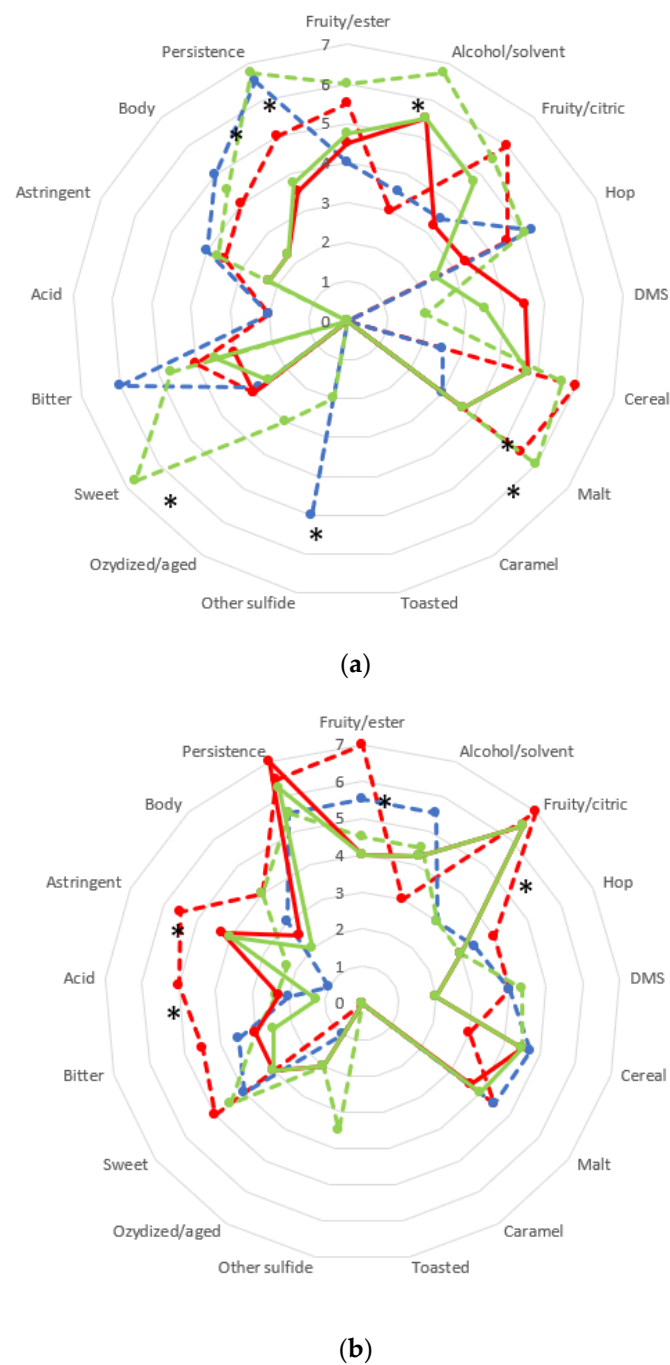 Fruity/ester
Persistence
Alcohol/solvent
Body
Fruity/citric
Astringent
Hop
Acid
DMS
Bitter
Cereal
Sweet
Malt
Ozydized/aged
Caramel
Other sulfide
Toasted
7
6
5
4
3
2
1
0
*
*
*
*
*
*
*
(a)
Fruity/ester
Persistence
Alcohol/solvent
Body
Fruity/citric
Astringent
Hop
Acid
DMS
Bitter
Cereal
Sweet
Malt
Ozydized/aged
Caramel
Other sulfide
Toasted
7
6
5
4
3
2
1
0
*
*
*
*
(b)